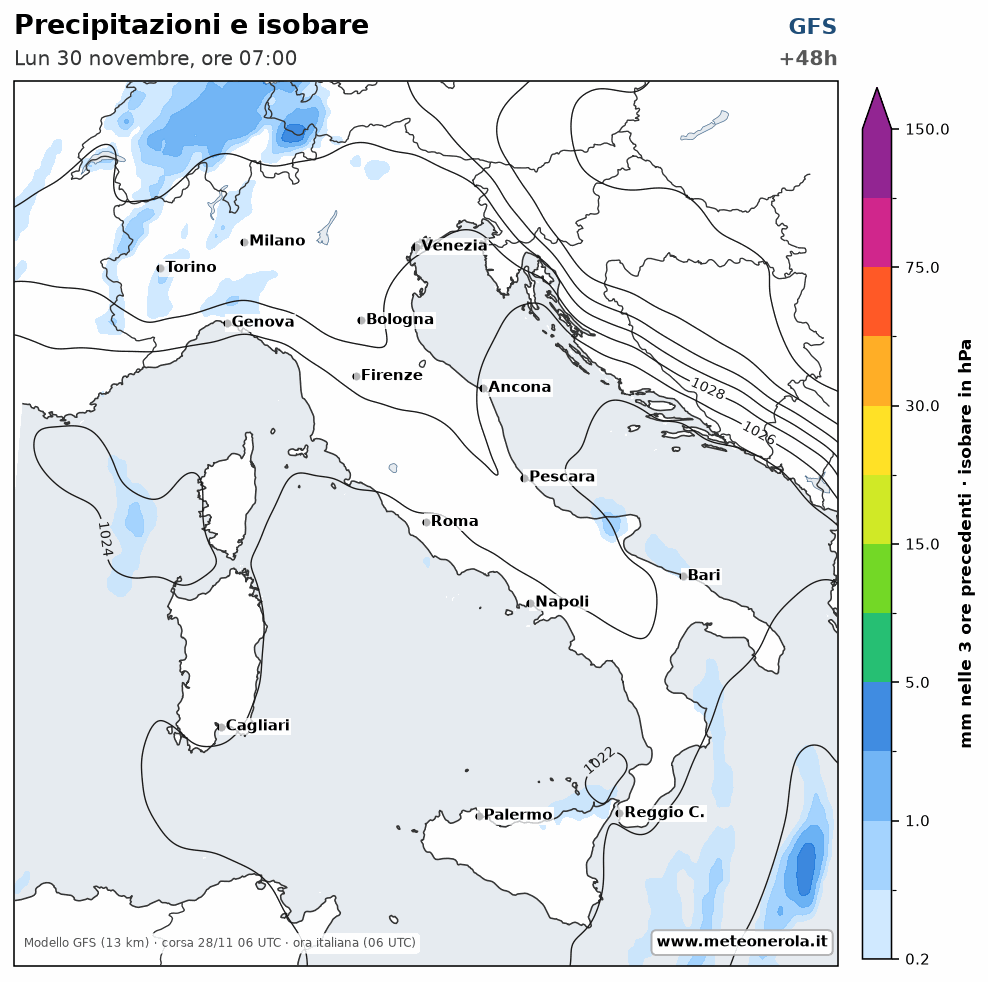 Precipitazioni e isobare
GFS
Lun 30 novembre, ore 07:00
+48h
150.0
75.0
30.0
15.0
5.0
1.0
0.2
mm nelle 3 ore precedenti · isobare in hPa
Milano
Venezia
Torino
Genova
Bologna
Firenze
Ancona
1028
1026
Pescara
1024
Roma
Bari
Napoli
Cagliari
1022
Palermo
Reggio C.
Modello GFS (13 km) · corsa 28/11 06 UTC · ora italiana (06 UTC)
www.meteonerola.it